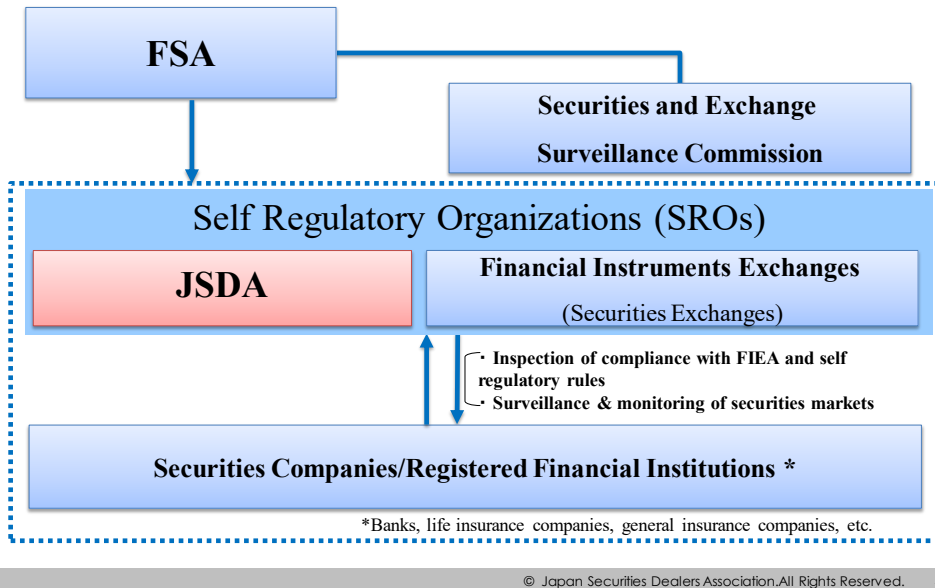 FSA
Securities and Exchange
Surveillance Commission
Self Regulatory Organizations (SROs)
JSDA
Financial Instruments Exchanges
(Securities Exchanges)
・Inspection of compliance with FIEA and self
regulatory rules
・Surveillance & monitoring of securities markets
Securities Companies/Registered Financial Institutions *
*Banks, life insurance companies, general insurance companies, etc.
© Japan Securities Dealers Association.All Rights Reserved.